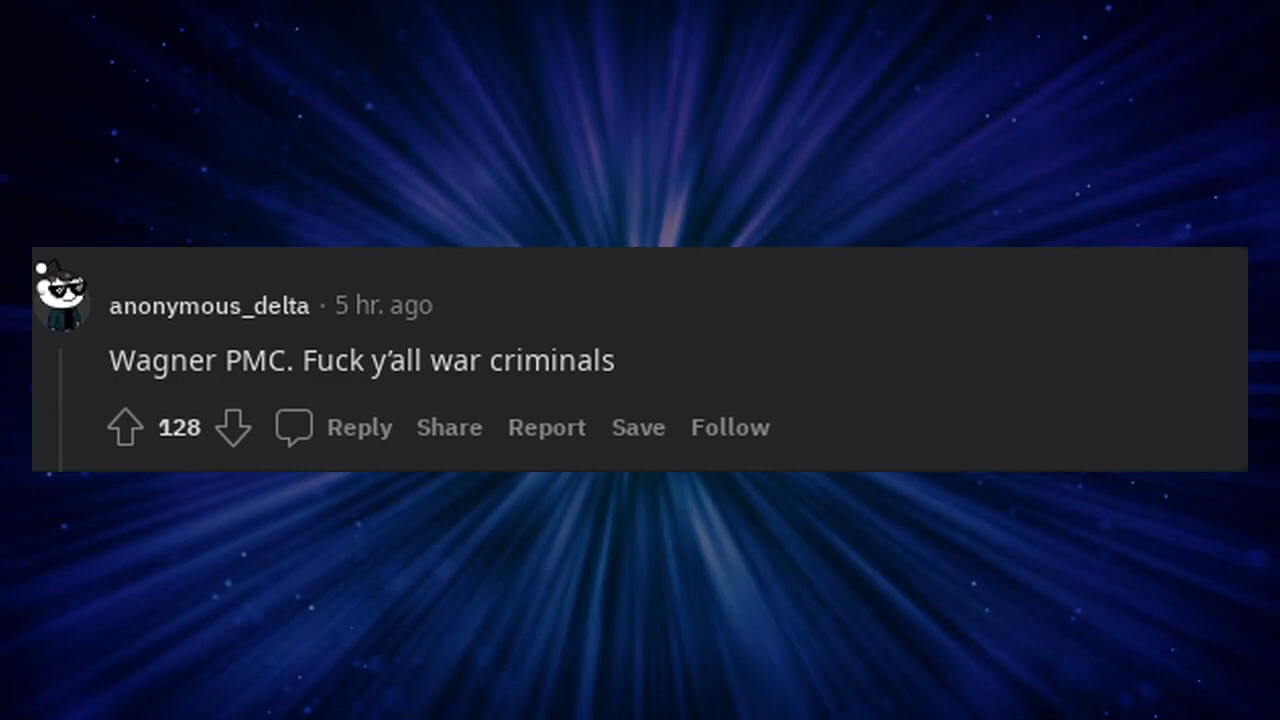 anonymous_delta · 5 hr. ago
Wagner PMC. Fuck y’all war criminals
128 Reply Share Report Save Follow